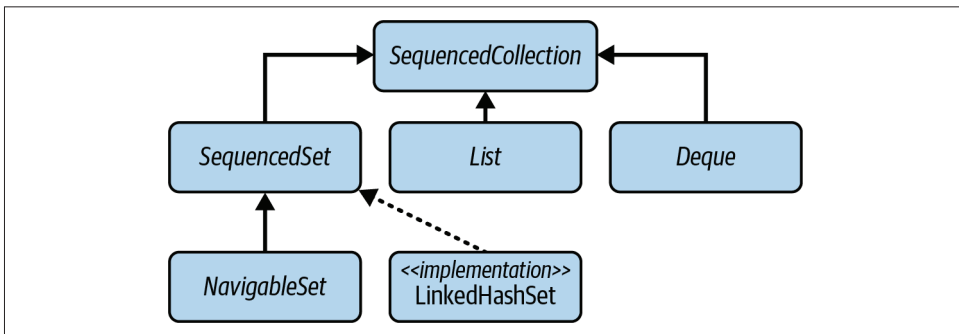 SequencedCollection
SequencedSet
List
Deque
NavigableSet
<<implementation>>
LinkedHashSet